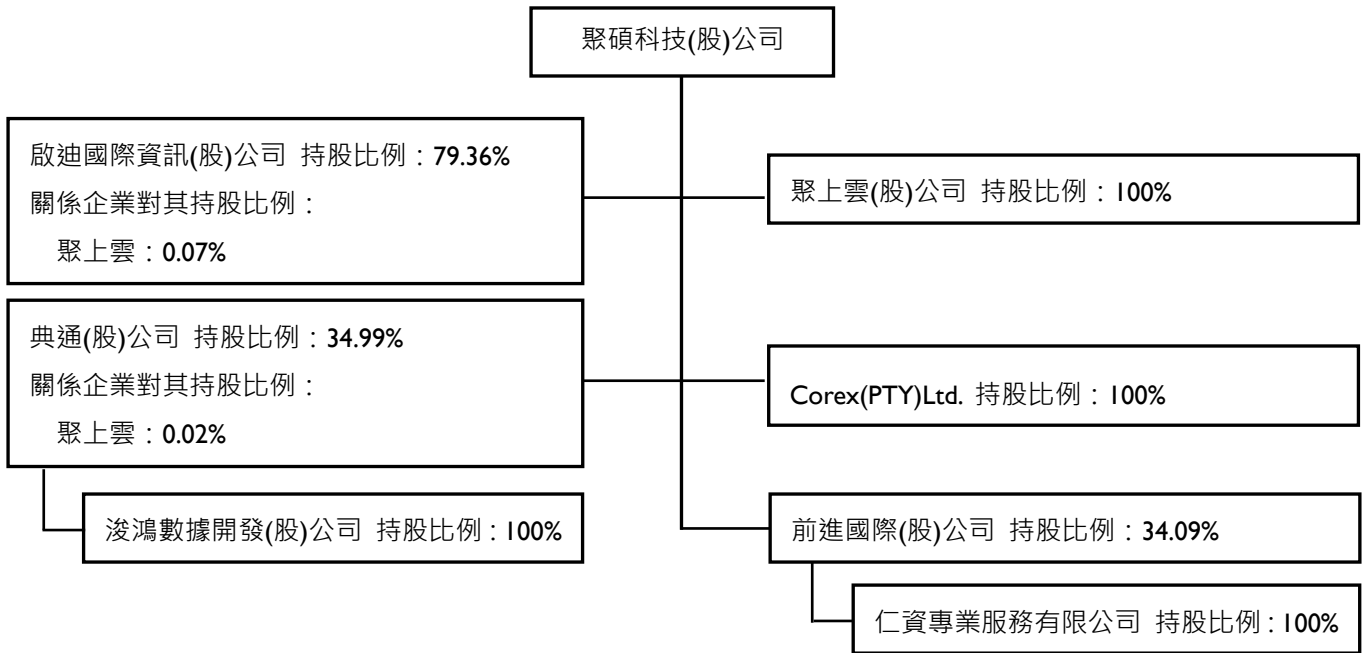 聚碩科技(股)公司
啟迪國際資訊(股)公司 持股比例：79.36%
關係企業對其持股比例：
聚上雲：0.07%
聚上雲(股)公司 持股比例：100%
典通(股)公司 持股比例：34.99%
關係企業對其持股比例：
聚上雲：0.02%
Corex(PTY)Ltd. 持股比例：100%
浚鴻數據開發(股)公司 持股比例：100%
前進國際(股)公司 持股比例：34.09%
仁資專業服務有限公司 持股比例：100%